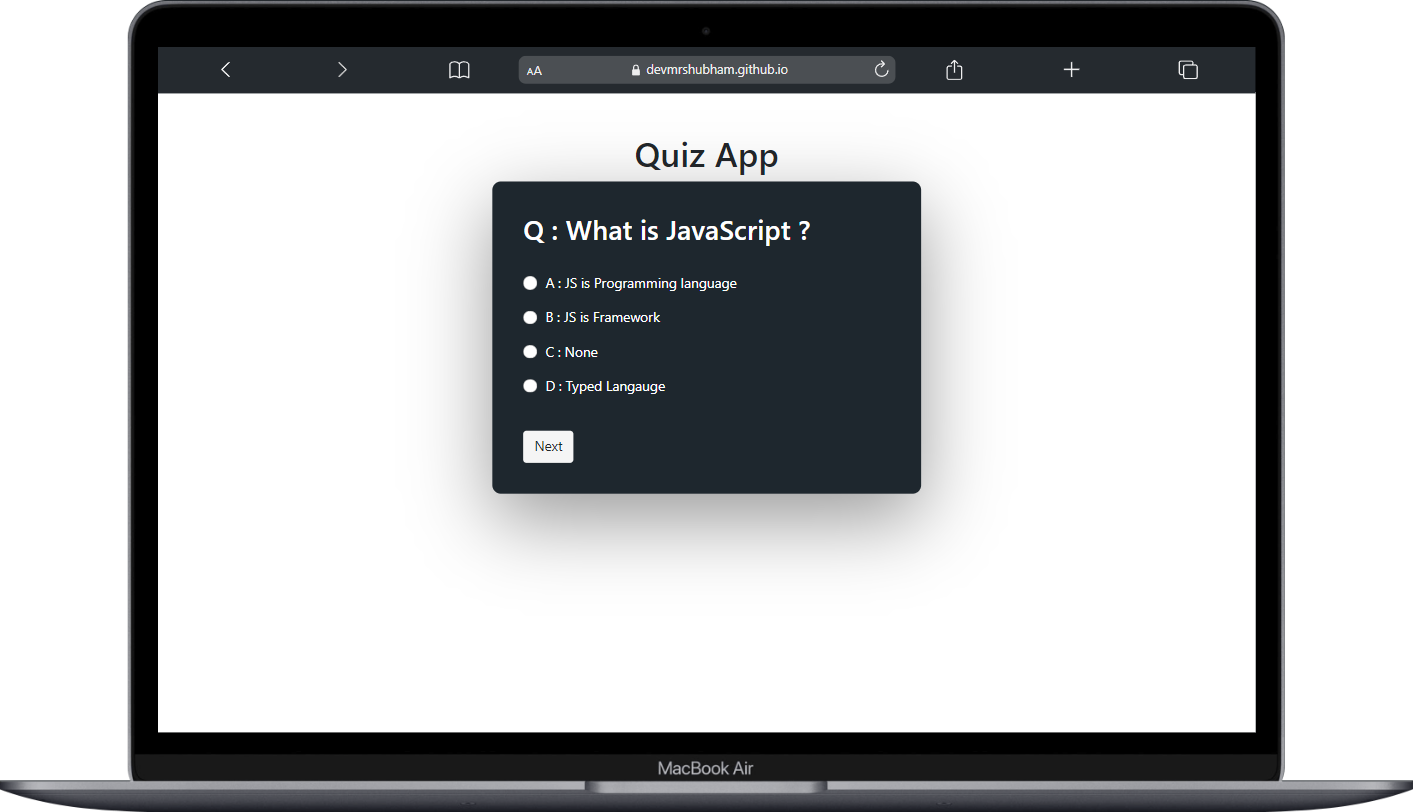 AA devmrshubham.github.io
Quiz App
Q : What is JavaScript ?
A : JS is Programming language
B : JS is Framework
C : None
D : Typed Langauge
Next
MacBook Air